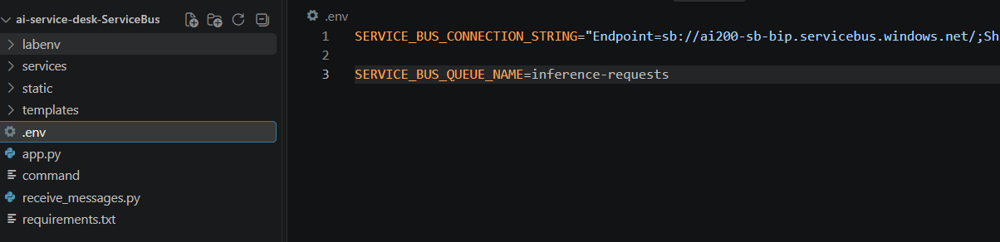 ai-service-desk-ServiceBus
labenv
services
static
templates
.env
app.py
command
receive_messages.py
requirements.txt
.env
1 SERVICE_BUS_CONNECTION_STRING="Endpoint=sb://ai200-sb-bip.servicebus.windows.net/;Sh
2
3 SERVICE_BUS_QUEUE_NAME=inference-requests